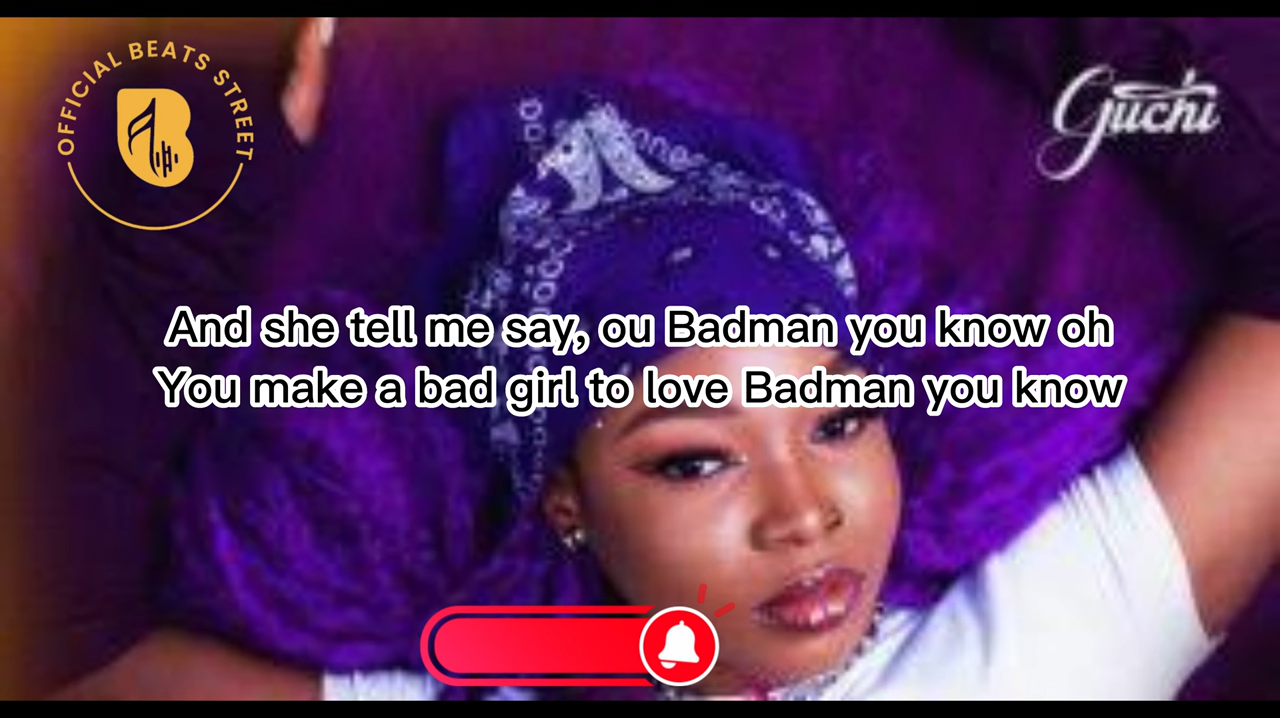 OFFICIAL BEATS STREET
Guchi
And she tell me say, ou Badman you know oh
You make a bad girl to love Badman you know